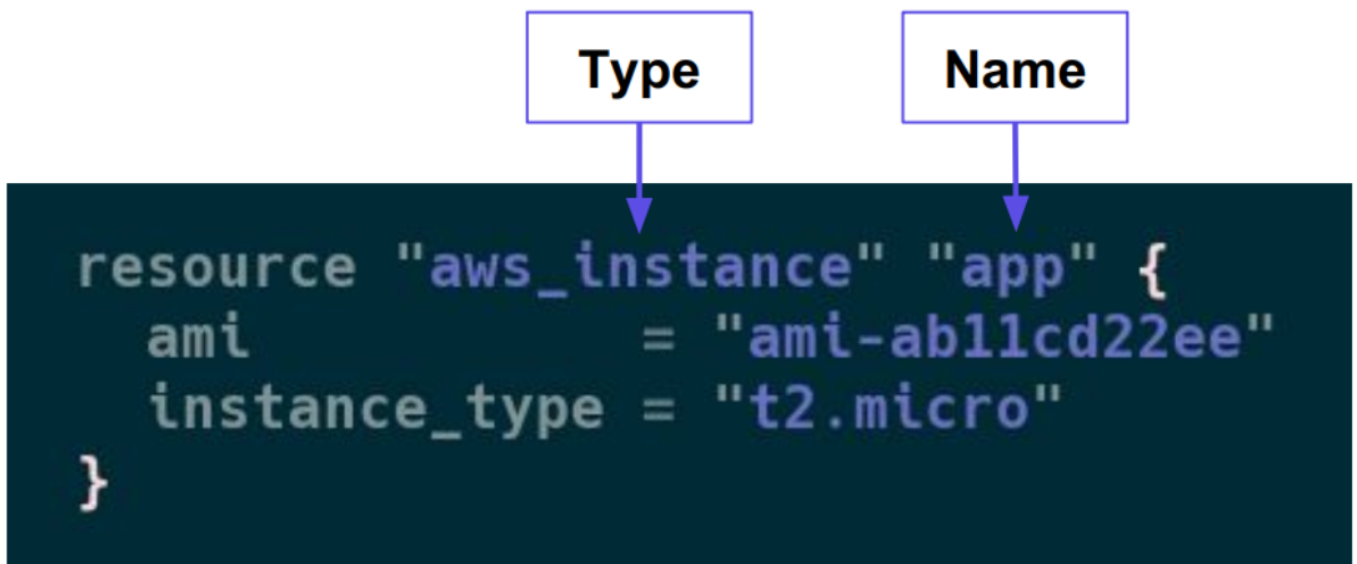 Type Name
resource "aws_instance" "app" {
ami = "ami-ab11cd22ee"
instance_type = "t2.micro"
}